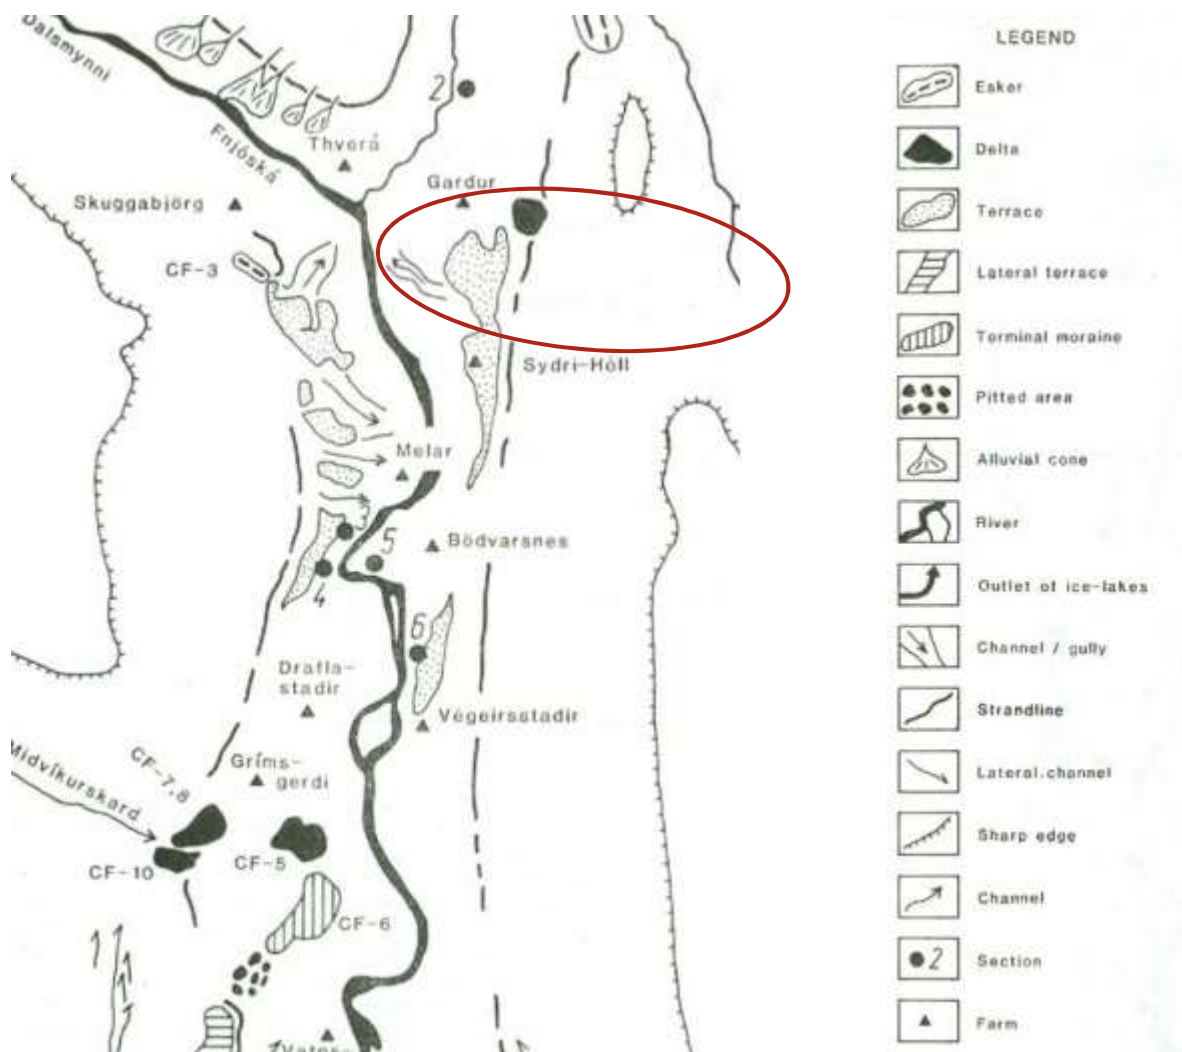 Dalsmynni
2
Fnjóská
Thverá
Gardur
Skuggabjörg
CF-3
Sydri-Hóll
Melar
3
5
Bödvarsnes
4
6
Drafla-
stadir
Végeirsstadir
Midvíkurskard
CF-7,8
Gríms-
gerdi
CF-10
CF-5
CF-6
LEGEND
Esker
Delta
Terrace
Lateral terrace
Terminal moraine
Pitted area
Alluvial cone
River
Outlet of ice-lakes
Channel / gully
Strandline
Lateral.channel
Sharp edge
Channel
2 Section
Farm